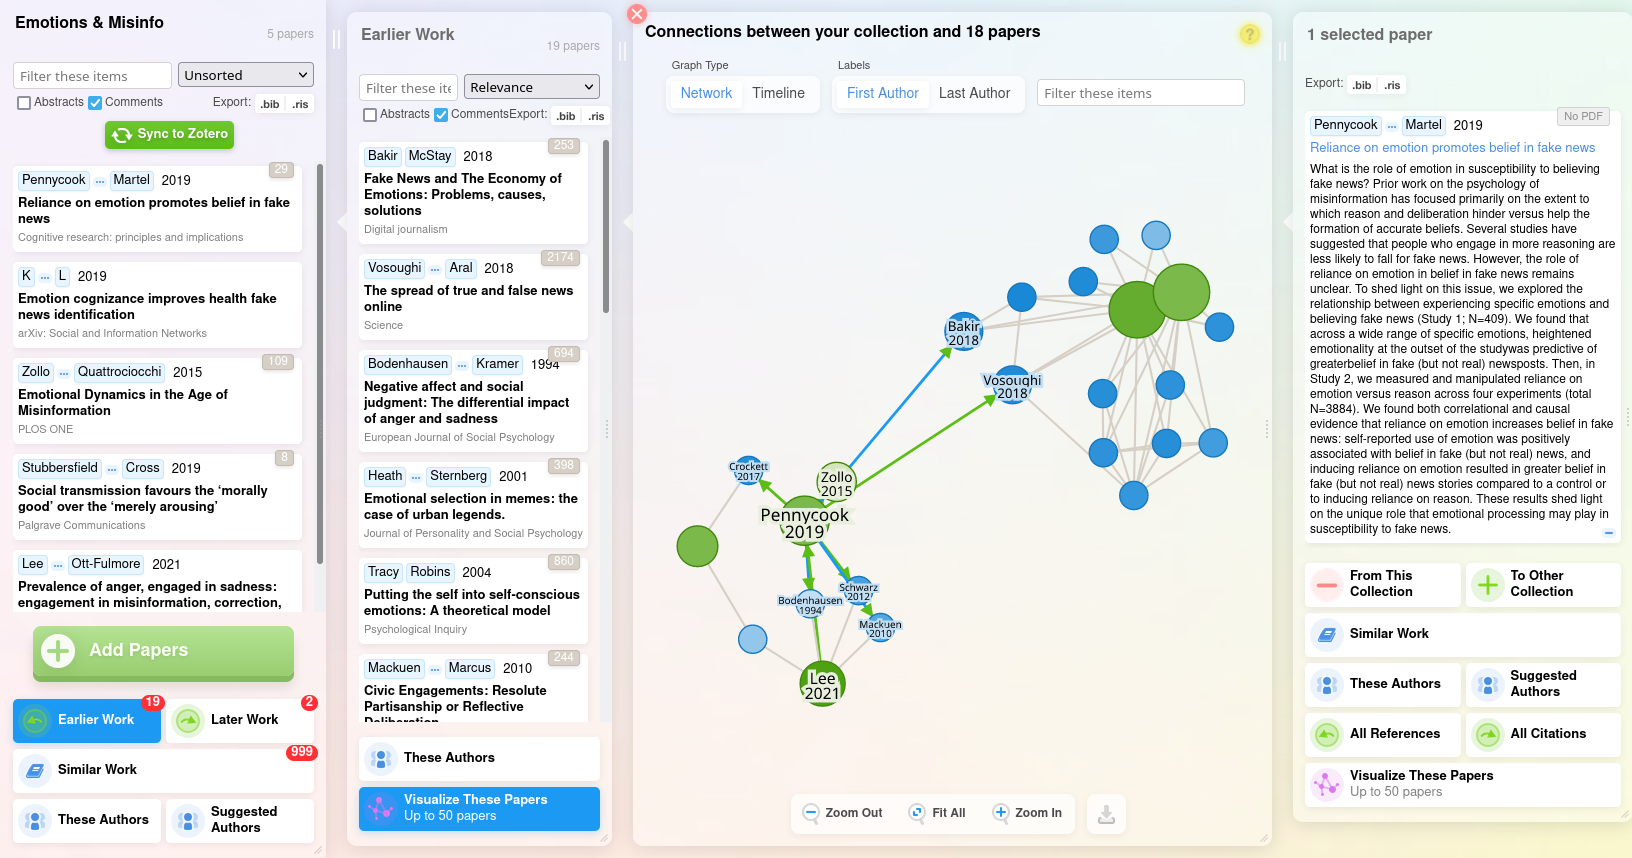 Emotions & Misinfo
5 papers
Filter these items
Unsorted
Abstracts
Comments
Export:
.bib
.ris
Sync to Zotero
29
Pennycook ... Martel 2019
Reliance on emotion promotes belief in fake
news
Cognitive research: principles and implications
K ... L 2019
Emotion cognizance improves health fake
news identification
arXiv: Social and Information Networks
109
Zollo ... Quattrociocchi 2015
Emotional Dynamics in the Age of
Misinformation
PLOS ONE
8
Stubbersfield ... Cross 2019
Social transmission favours the ‘morally
good’ over the ‘merely arousing’
Palgrave Communications
Lee ... Ott-Fulmore 2021
Prevalence of anger, engaged in sadness:
engagement in misinformation, correction,
Add Papers
Earlier Work
19
Later Work
2
Similar Work
999
These Authors
Suggested
Authors
Earlier Work
19 papers
Filter these ite
Relevance
Abstracts
Comments
Export:
.bib
.ris
253
Bakir McStay 2018
Fake News and The Economy of
Emotions: Problems, causes,
solutions
Digital journalism
2174
Vosoughi ... Aral 2018
The spread of true and false news
online
Science
694
Bodenhausen ... Kramer 1994
Negative affect and social
judgment: The differential impact
of anger and sadness
European Journal of Social Psychology
398
Heath ... Sternberg 2001
Emotional selection in memes: the
case of urban legends.
Journal of Personality and Social Psychology
860
Tracy Robins 2004
Putting the self into self-conscious
emotions: A theoretical model
Psychological Inquiry
244
Mackuen ... Marcus 2010
Civic Engagements: Resolute
Partisanship or Reflective
Deliberation
These Authors
Visualize These Papers
Up to 50 papers
Connections between your collection and 18 papers
?
Graph Type
Network
Timeline
Labels
First Author
Last Author
Filter these items
Bakir
2018
Vosoughi
2018
Crockett
2017
Zollo
2015
Pennycook
2019
Schwarz
2012
Bodenhausen
1994
Mackuen
2010
Lee
2021
Zoom Out
Fit All
Zoom In
1 selected paper
Export:
.bib
.ris
No PDF
Pennycook ... Martel 2019
Reliance on emotion promotes belief in fake news
What is the role of emotion in susceptibility to believing
fake news? Prior work on the psychology of
misinformation has focused primarily on the extent to
which reason and deliberation hinder versus help the
formation of accurate beliefs. Several studies have
suggested that people who engage in more reasoning are
less likely to fall for fake news. However, the role of
reliance on emotion in belief in fake news remains
unclear. To shed light on this issue, we explored the
relationship between experiencing specific emotions and
believing fake news (Study 1; N=409). We found that
across a wide range of specific emotions, heightened
emotionality at the outset of the studywas predictive of
greaterbelief in fake (but not real) newsposts. Then, in
Study 2, we measured and manipulated reliance on
emotion versus reason across four experiments (total
N=3884). We found both correlational and causal
evidence that reliance on emotion increases belief in fake
news: self-reported use of emotion was positively
associated with belief in fake (but not real) news, and
inducing reliance on emotion resulted in greater belief in
fake (but not real) news stories compared to a control or
to inducing reliance on reason. These results shed light
on the unique role that emotional processing may play in
susceptibility to fake news.
From This
Collection
To Other
Collection
Similar Work
These Authors
Suggested
Authors
All References
All Citations
Visualize These Papers
Up to 50 papers